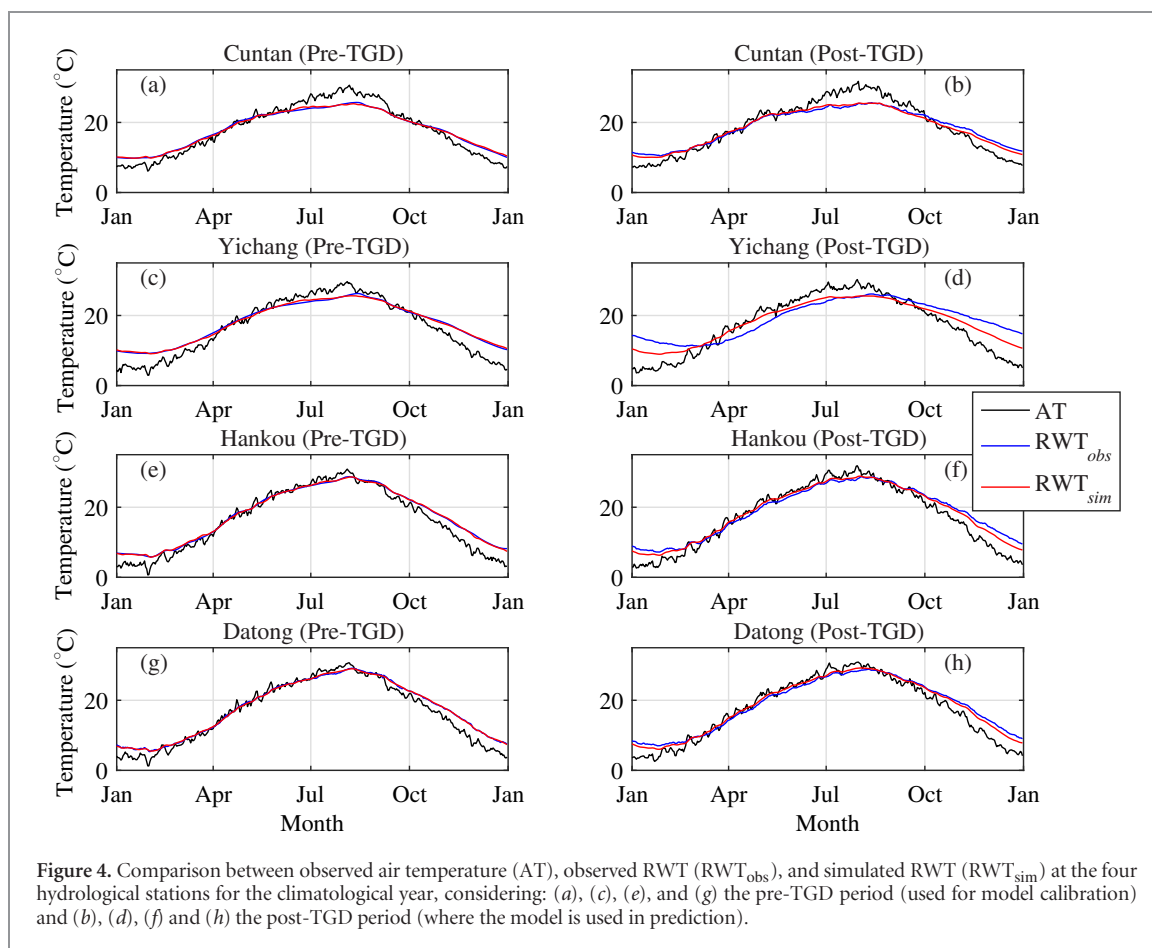 Cuntan (Pre-TGD)
Cuntan (Post-TGD)
Temperature (°C)
(a)
(b)
20
0
Jan Apr Jul Oct Jan
20
0
Jan Apr Jul Oct Jan
Yichang (Pre-TGD)
Yichang (Post-TGD)
Temperature (°C)
(c)
(d)
20
0
Jan Apr Jul Oct Jan
20
0
Jan Apr Jul Oct Jan
AT
RWTobs
RWTsim
Hankou (Pre-TGD)
Hankou (Post-TGD)
Temperature (°C)
(e)
(f)
20
0
Jan Apr Jul Oct Jan
20
0
Jan Apr Jul Oct Jan
Datong (Pre-TGD)
Datong (Post-TGD)
Temperature (°C)
(g)
(h)
20
0
Jan Apr Jul Oct Jan
Month
20
0
Jan Apr Jul Oct Jan
Month
Figure 4. Comparison between observed air temperature (AT), observed RWT (RWTobs), and simulated RWT (RWTsim) at the four
hydrological stations for the climatological year, considering: (a), (c), (e), and (g) the pre-TGD period (used for model calibration)
and (b), (d), (f) and (h) the post-TGD period (where the model is used in prediction).